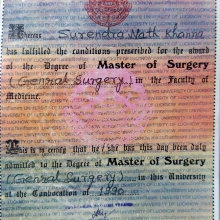 Whereas Surendra Nath Khanna
has fulfilled the conditions prescribed for the award
of the Degree of Master of Surgery
(General Surgery) in the Faculty of
Medicine.
This is to certify that he/she has this day been duly
admitted to the Degree of Master of Surgery
(General Surgery) in this University
at the Convocation of 1990